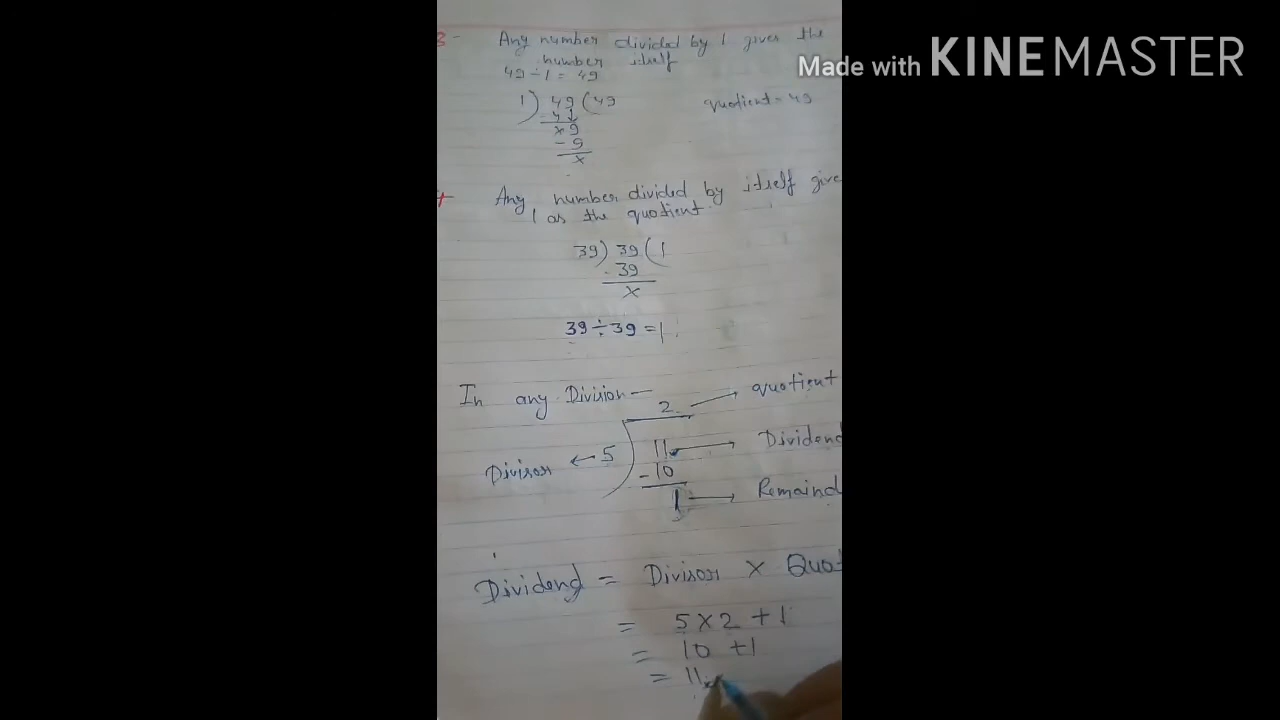 3- Any number divided by 1 gives the
number itself
49 ÷ 1 = 49
1) 49 (49 quotient = 49
- 4↓
x9
- 9
x
Any number divided by itself give
1 as the quotient.
39) 39 (1
- 39
x
39 ÷ 39 = 1
In any Division —
2 → quotient
Divisor ← 5 11 → Dividend
- 10
1 → Remaind
Dividend = Divisor × Quot
= 5 × 2 + 1
= 10 + 1
= 11
Made with KINEMASTER